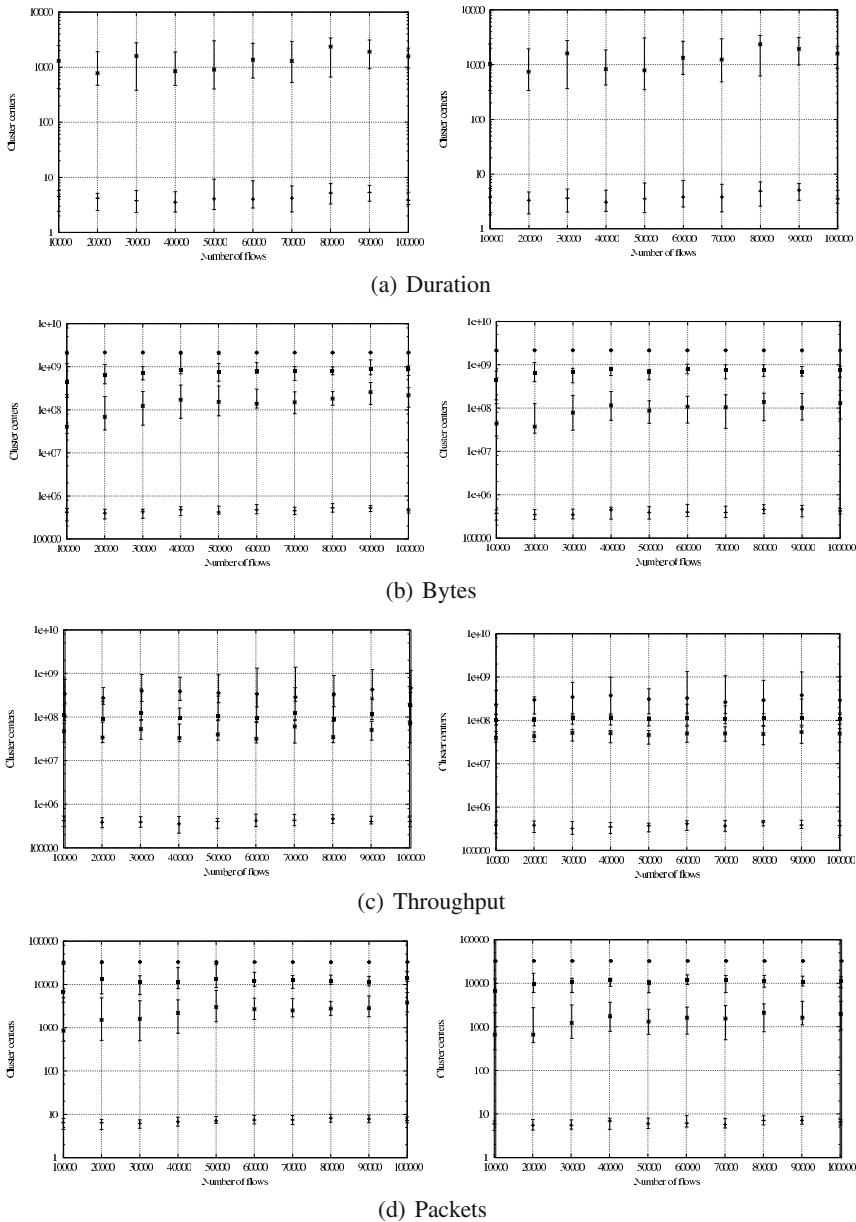 10000
1000
100
10
1
Cluster centers
10000 20000 30000 40000 50000 60000 70000 80000 90000 100000
Number of flows
10000
1000
100
10
1
Cluster centers
10000 20000 30000 40000 50000 60000 70000 80000 90000 100000
Number of flows
(a) Duration
1e+10
1e+09
1e+08
1e+07
1e+06
100000
Cluster centers
10000 20000 30000 40000 50000 60000 70000 80000 90000 100000
Number of flows
1e+10
1e+09
1e+08
1e+07
1e+06
100000
Cluster centers
10000 20000 30000 40000 50000 60000 70000 80000 90000 100000
Number of flows
(b) Bytes
1e+10
1e+09
1e+08
1e+07
1e+06
100000
Cluster centers
10000 20000 30000 40000 50000 60000 70000 80000 90000 100000
Number of flows
1e+10
1e+09
1e+08
1e+07
1e+06
100000
Cluster centers
10000 20000 30000 40000 50000 60000 70000 80000 90000 100000
Number of flows
(c) Throughput
100000
10000
1000
100
10
1
Cluster centers
10000 20000 30000 40000 50000 60000 70000 80000 90000 100000
Number of flows
100000
10000
1000
100
10
1
Cluster centers
10000 20000 30000 40000 50000 60000 70000 80000 90000 100000
Number of flows
(d) Packets